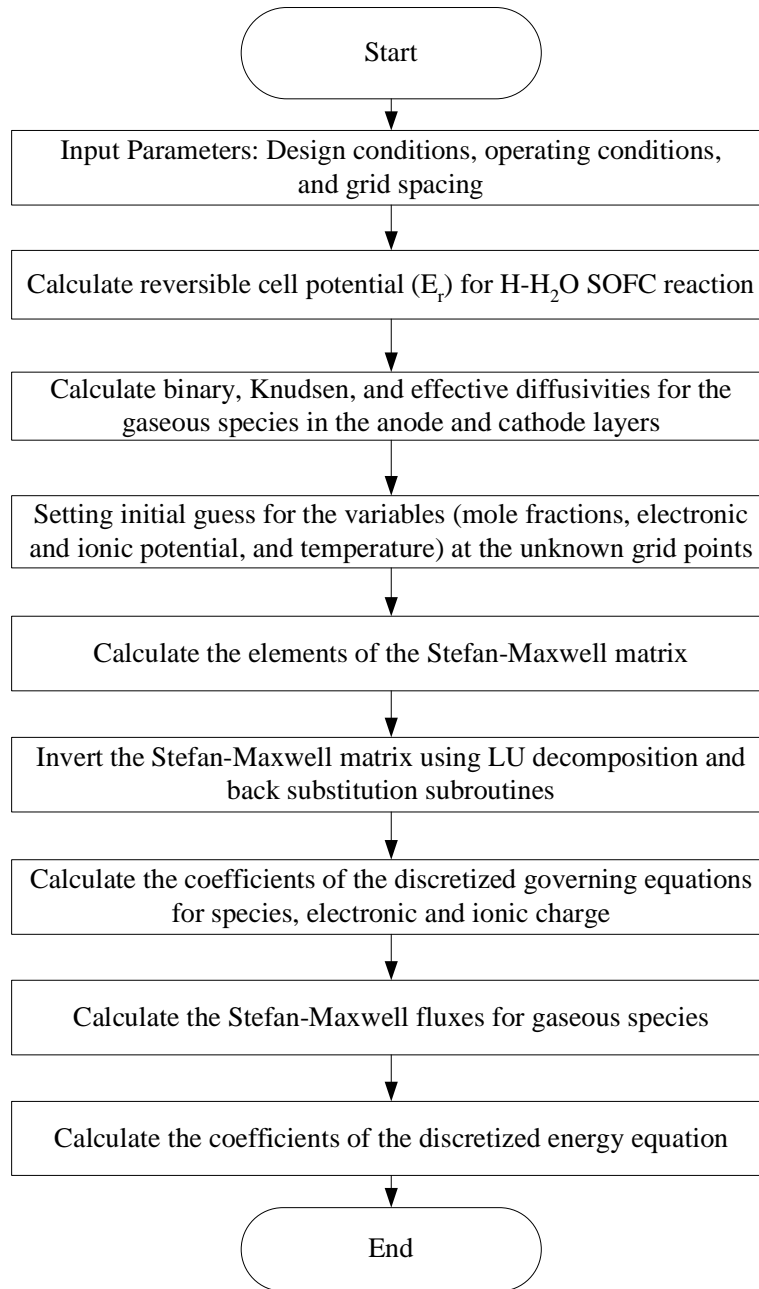 Start
Input Parameters: Design conditions, operating conditions,
and grid spacing
Calculate reversible cell potential (E_r) for H-H₂O SOFC reaction
Calculate binary, Knudsen, and effective diffusivities for the
gaseous species in the anode and cathode layers
Setting initial guess for the variables (mole fractions, electronic
and ionic potential, and temperature) at the unknown grid points
Calculate the elements of the Stefan-Maxwell matrix
Invert the Stefan-Maxwell matrix using LU decomposition and
back substitution subroutines
Calculate the coefficients of the discretized governing equations
for species, electronic and ionic charge
Calculate the Stefan-Maxwell fluxes for gaseous species
Calculate the coefficients of the discretized energy equation
End